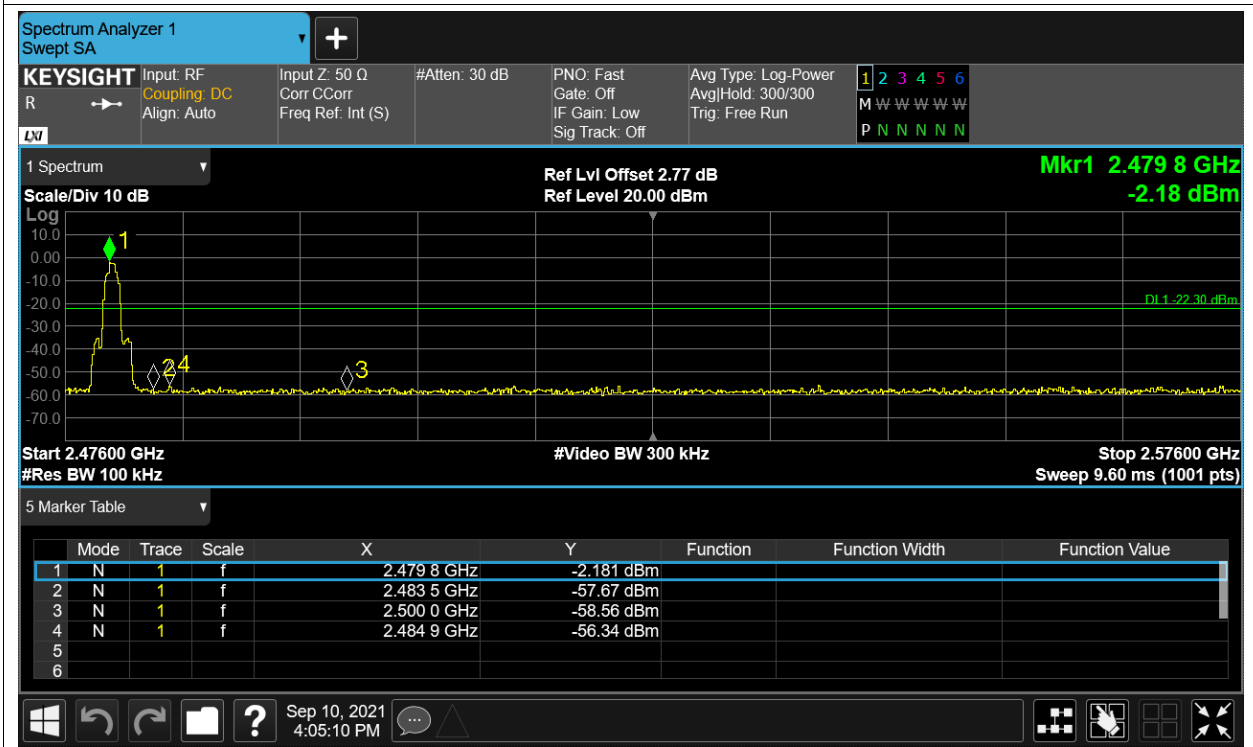 Spectrum Analyzer 1
Swept SA
+
KEYSIGHT Input: RF Input Z: 50 Ω #Atten: 30 dB PNO: Fast Avg Type: Log-Power 1 2 3 4 5 6
R Coupling: DC Corr CCorr Gate: Off Avg|Hold: 300/300 M W W W W W W
Align: Auto Freq Ref: Int (S) IF Gain: Low Trig: Free Run
LXI Sig Track: Off P N N N N N N
1 Spectrum Ref Lvl Offset 2.77 dB Mkr1 2.479 8 GHz
Scale/Div 10 dB Ref Level 20.00 dBm -2.18 dBm
Log
10.0
1
0.00
-10.0
-20.0 DL1 -22.30 dBm
-30.0
-40.0
2 4 3
-50.0
-60.0
-70.0
Start 2.47600 GHz #Video BW 300 kHz Stop 2.57600 GHz
#Res BW 100 kHz Sweep 9.60 ms (1001 pts)
5 Marker Table
Mode Trace Scale X Y Function Function Width Function Value
1 N 1 f 2.479 8 GHz -2.181 dBm
2 N 1 f 2.483 5 GHz -57.67 dBm
3 N 1 f 2.500 0 GHz -58.56 dBm
4 N 1 f 2.484 9 GHz -56.34 dBm
5
6
? Sep 10, 2021
4:05:10 PM